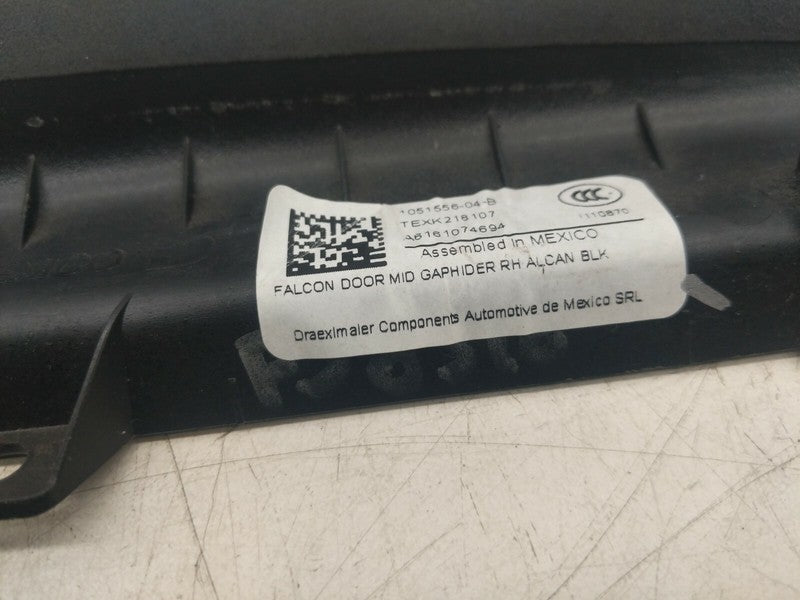 1051556-04-B
TEXK218107
A6161074694
CCC
1110870
Assembled in MEXICO
FALCON DOOR MID GAPHIDER RH ALCAN BLK
Draexlmaier Components Automotive de Mexico SRL